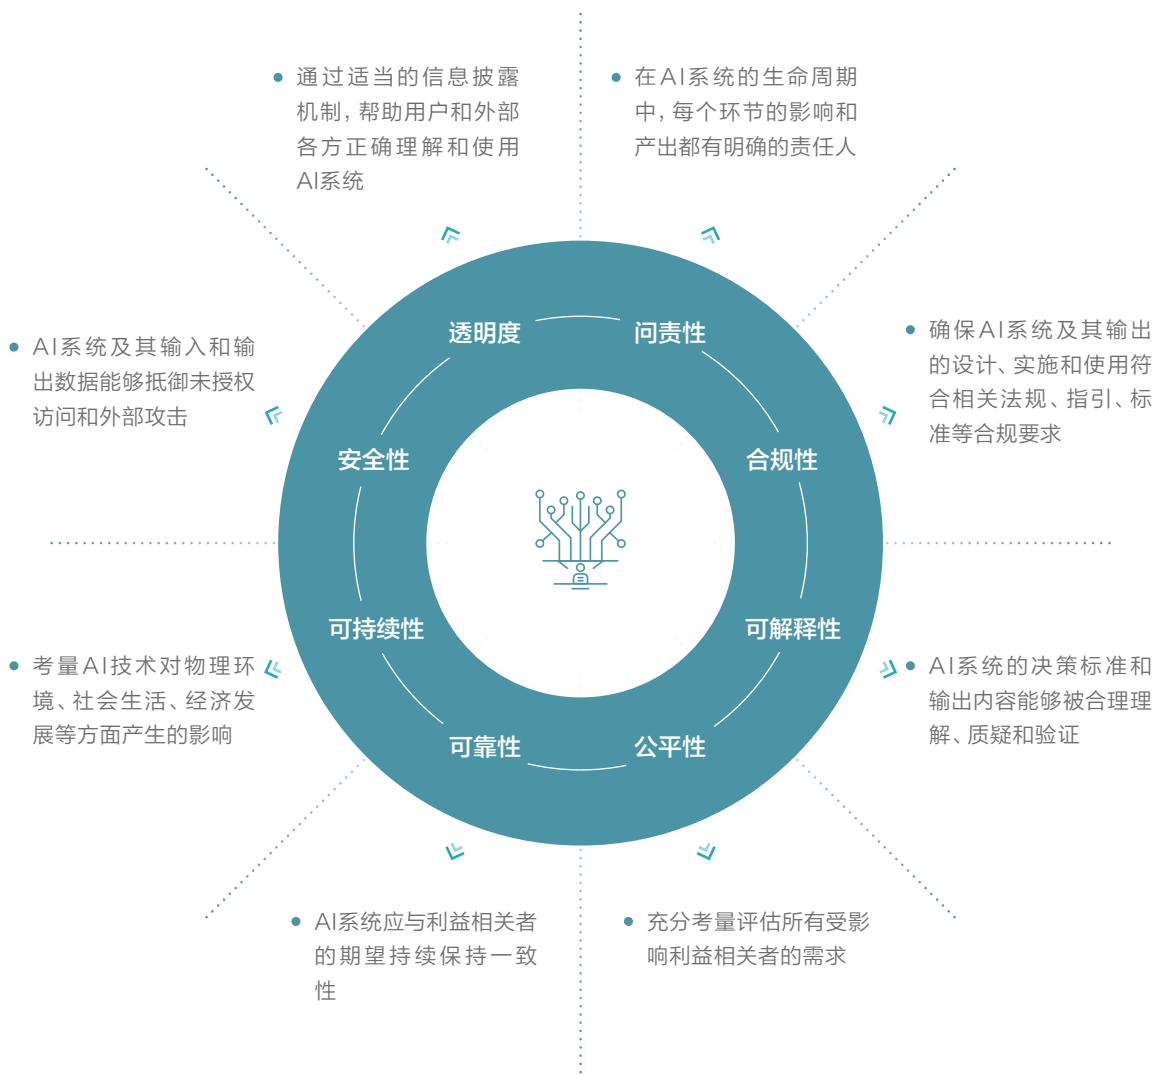 通过适当的信息披露
机制，帮助用户和外部
各方正确理解和使用
AI系统
在AI系统的生命周期
中，每个环节的影响和
产出都有明确的责任人
AI系统及其输入和输
出数据能够抵御未授权
访问和外部攻击
确保AI系统及其输出
的设计、实施和使用符
合相关法规、指引、标
准等合规要求
透明度
问责性
安全性
合规性
可持续性
可解释性
可靠性
公平性
考量AI技术对物理环
境、社会生活、经济发
展等方面产生的影响
AI系统的决策标准和
输出内容能够被合理理
解、质疑和验证
AI系统应与利益相关者
的期望持续保持一致
性
充分考量评估所有受影
响利益相关者的需求